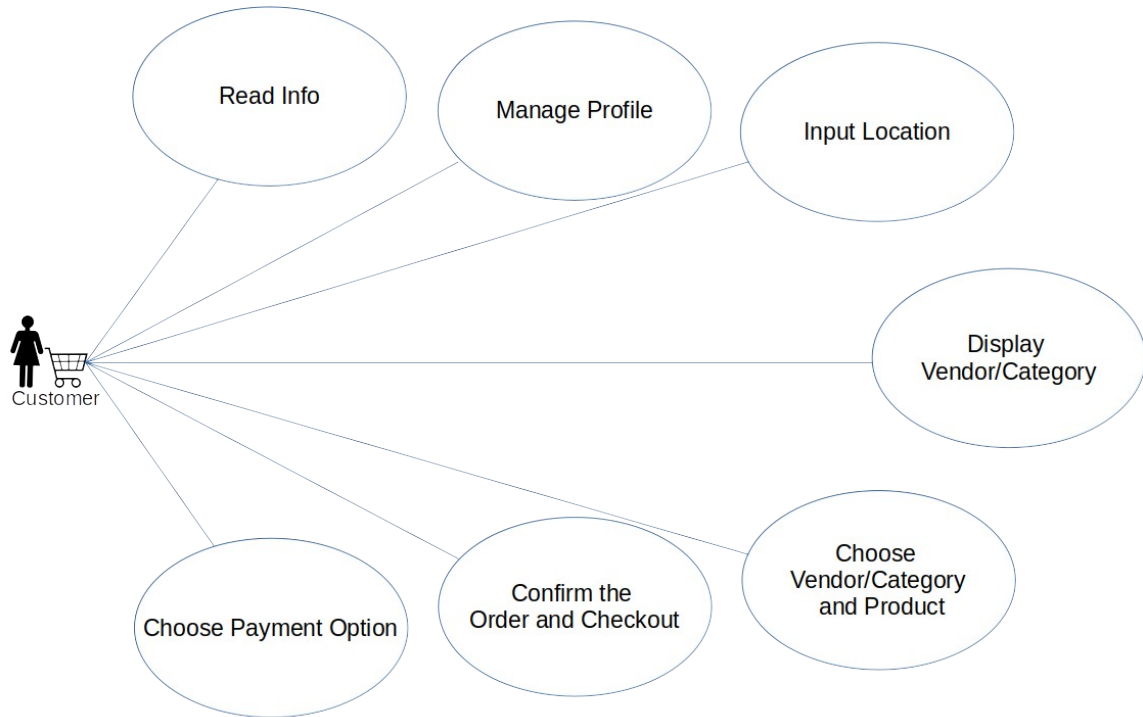 Read Info
Manage Profile
Input Location
Display
Vendor/Category
Customer
Choose
Vendor/Category
and Product
Confirm the
Order and Checkout
Choose Payment Option